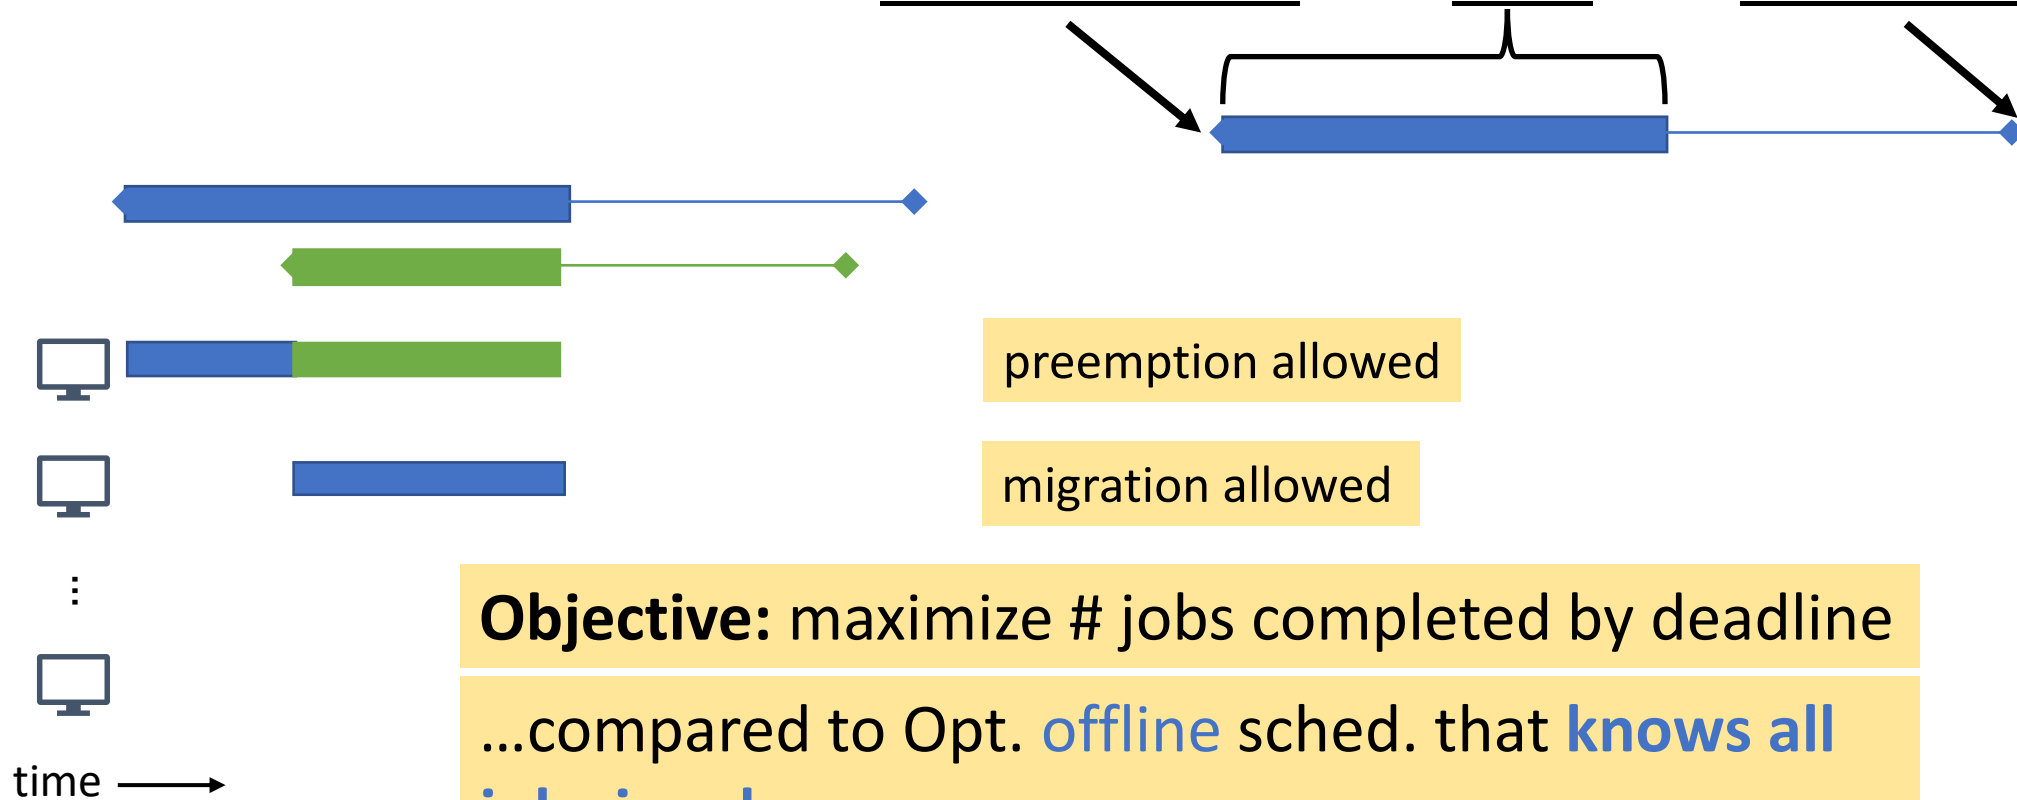 preemption allowed
migration allowed
⋮
Objective: maximize # jobs completed by deadline
…compared to Opt. offline sched. that knows all
time